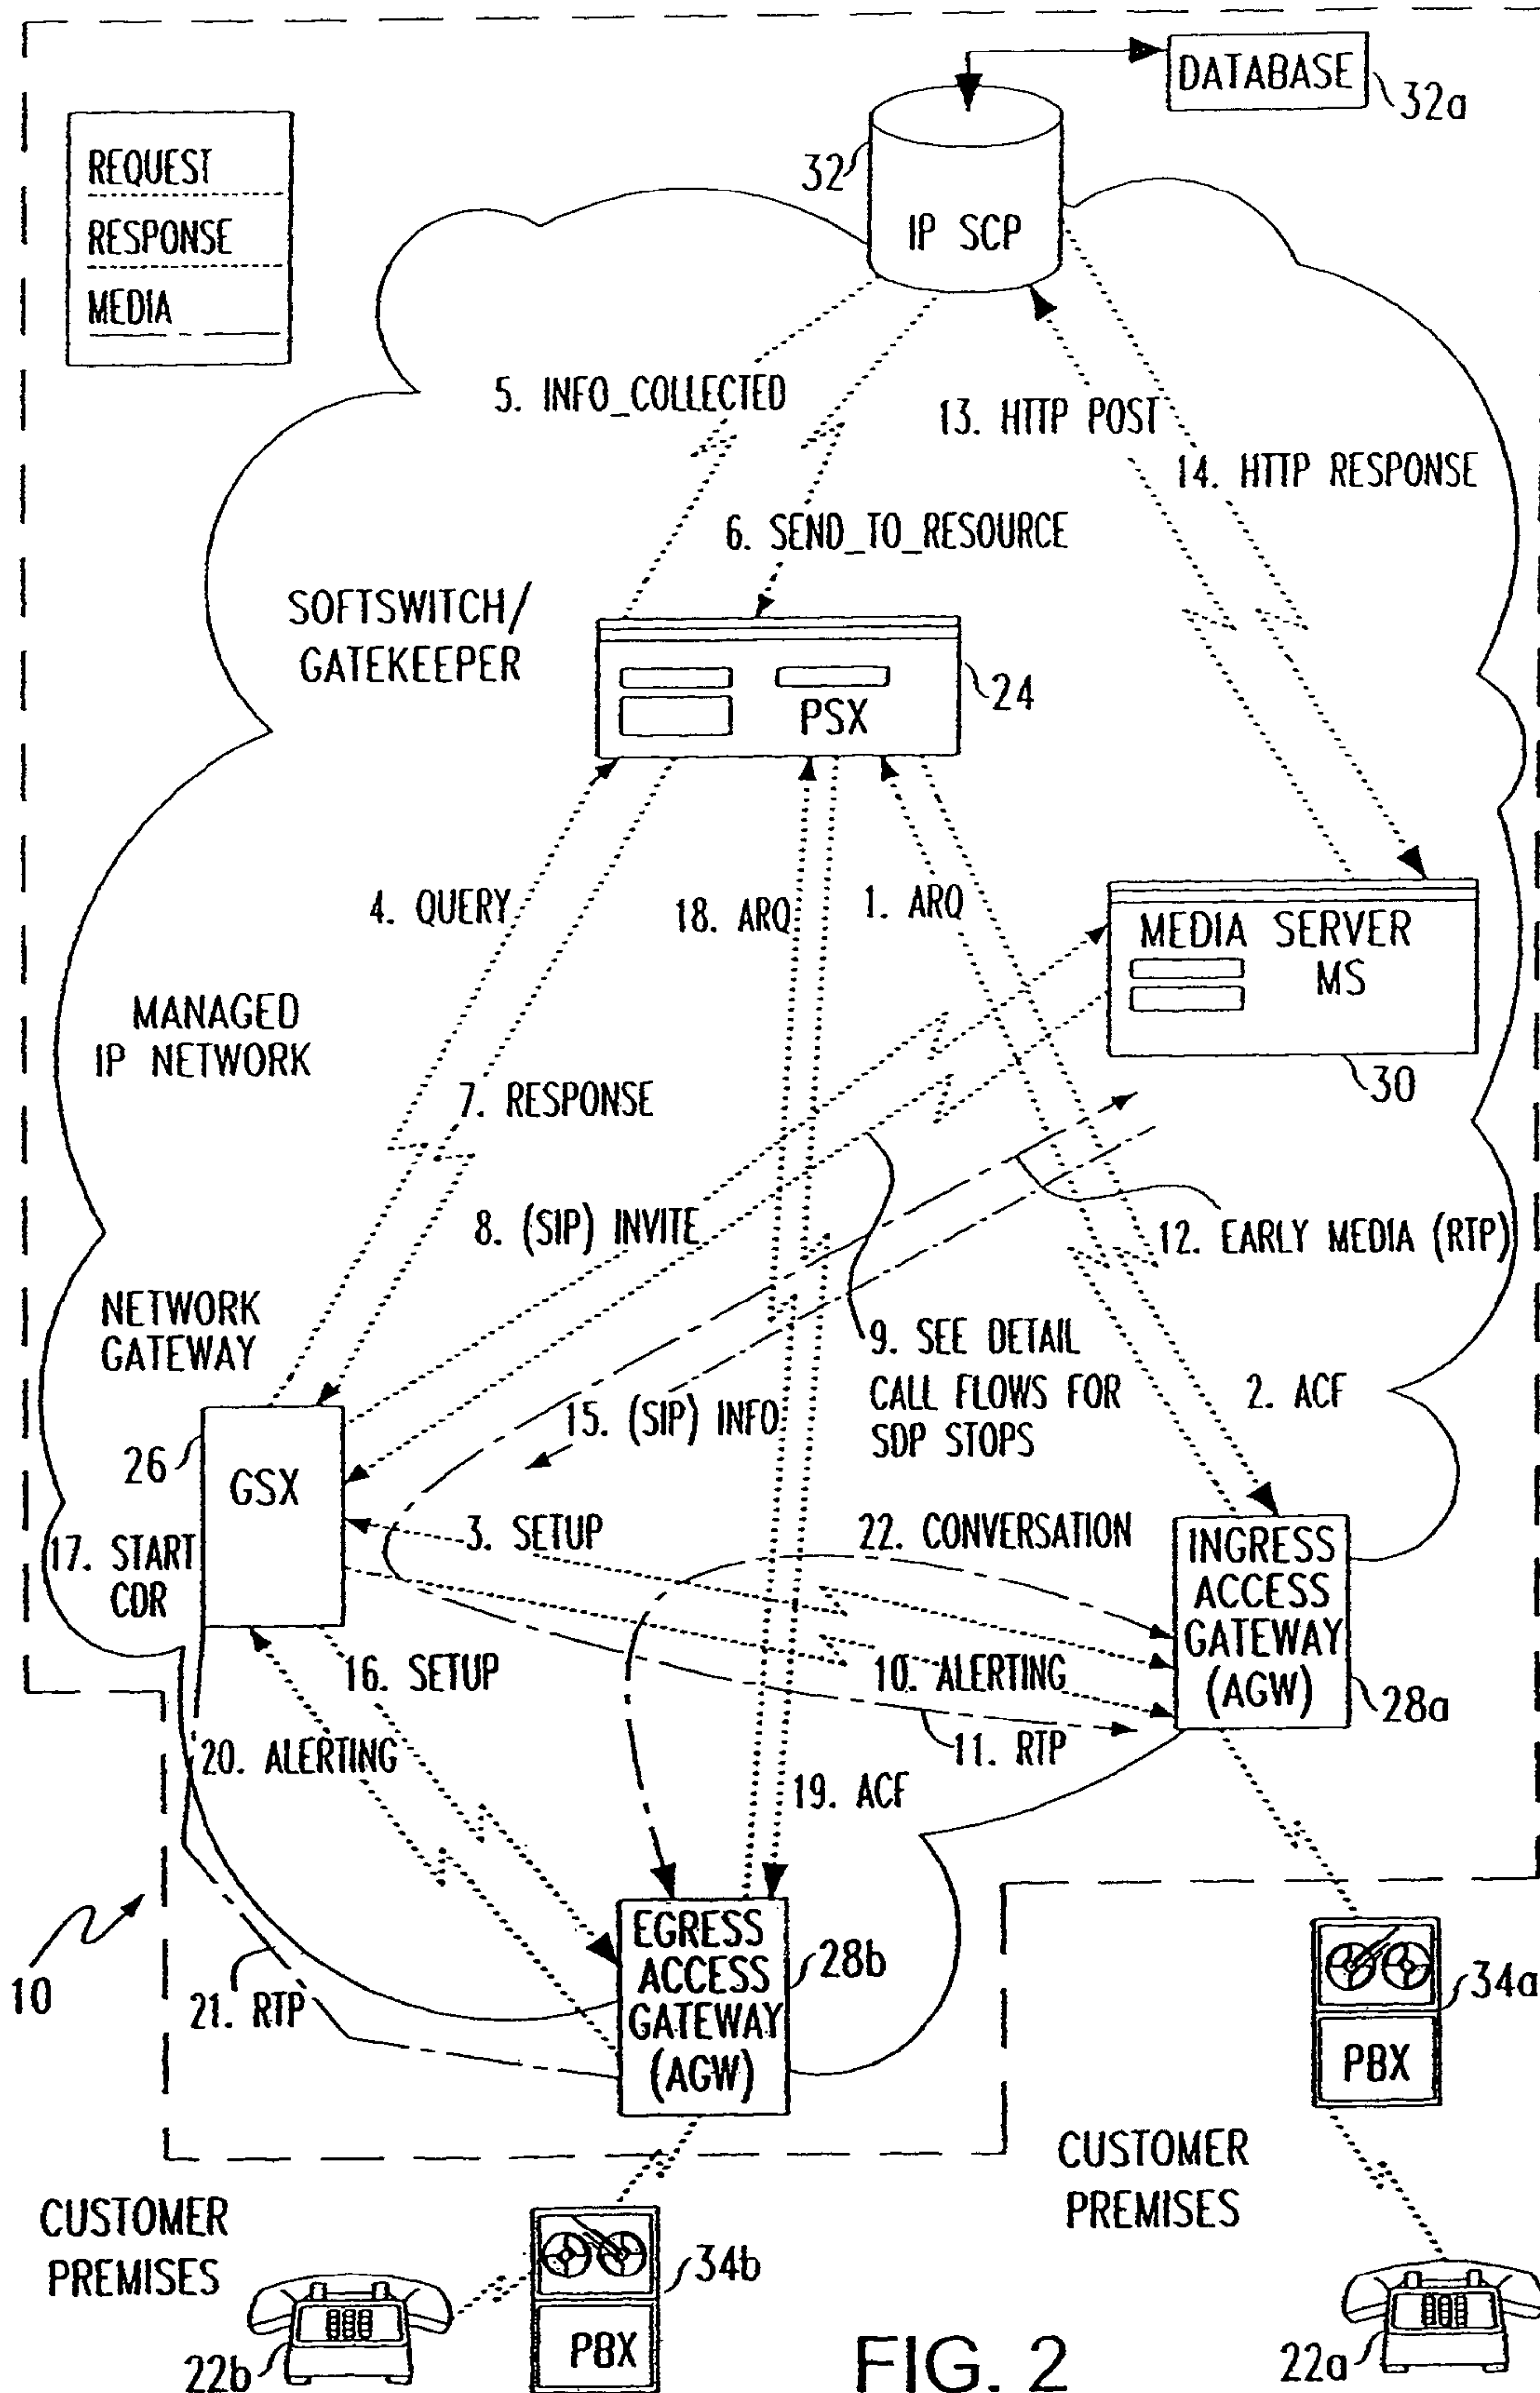 DATABASE
32a
32
IP SCP
REQUEST
RESPONSE
MEDIA
5. INFO_COLLECTED
13. HTTP POST
14. HTTP RESPONSE
6. SEND_TO_RESOURCE
SOFTSWITCH/
GATEKEEPER
24
PSX
4. QUERY
18. ARQ
1. ARQ
MEDIA SERVER
MS
30
MANAGED
IP NETWORK
7. RESPONSE
8. (SIP) INVITE
12. EARLY MEDIA (RTP)
NETWORK
GATEWAY
9. SEE DETAIL
CALL FLOWS FOR
SDP STOPS
2. ACF
15. (SIP) INFO
26
GSX
3. SETUP
22. CONVERSATION
17. START
CDR
INGRESS
ACCESS
GATEWAY
(AGW)
28a
16. SETUP
10. ALERTING
11. RTP
20. ALERTING
19. ACF
EGRESS
ACCESS
GATEWAY
(AGW)
28b
10
21. RTP
34a
PBX
CUSTOMER
PREMISES
CUSTOMER
PREMISES
34b
PBX
22b
22a
FIG. 2